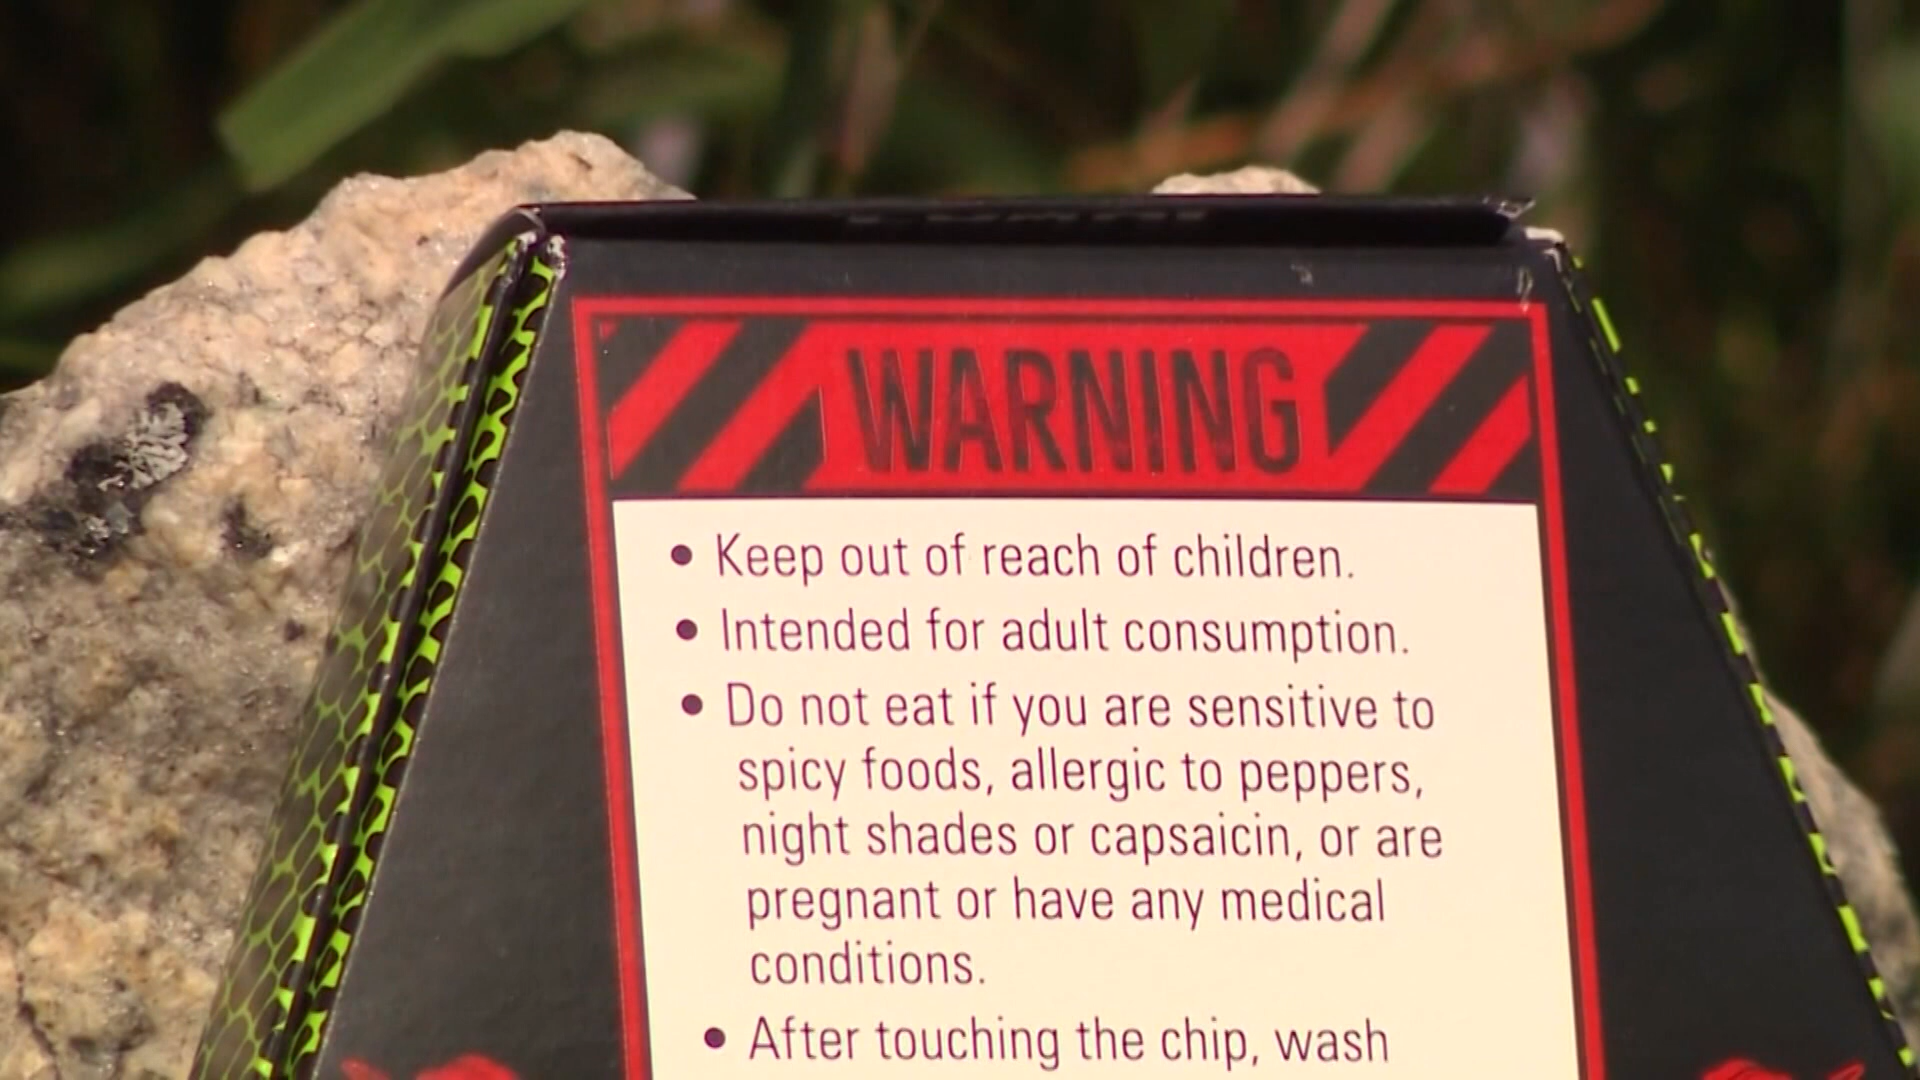 WARNING
• Keep out of reach of children.
• Intended for adult consumption.
• Do not eat if you are sensitive to
spicy foods, allergic to peppers,
night shades or capsaicin, or are
pregnant or have any medical
conditions.
• After touching the chip, wash